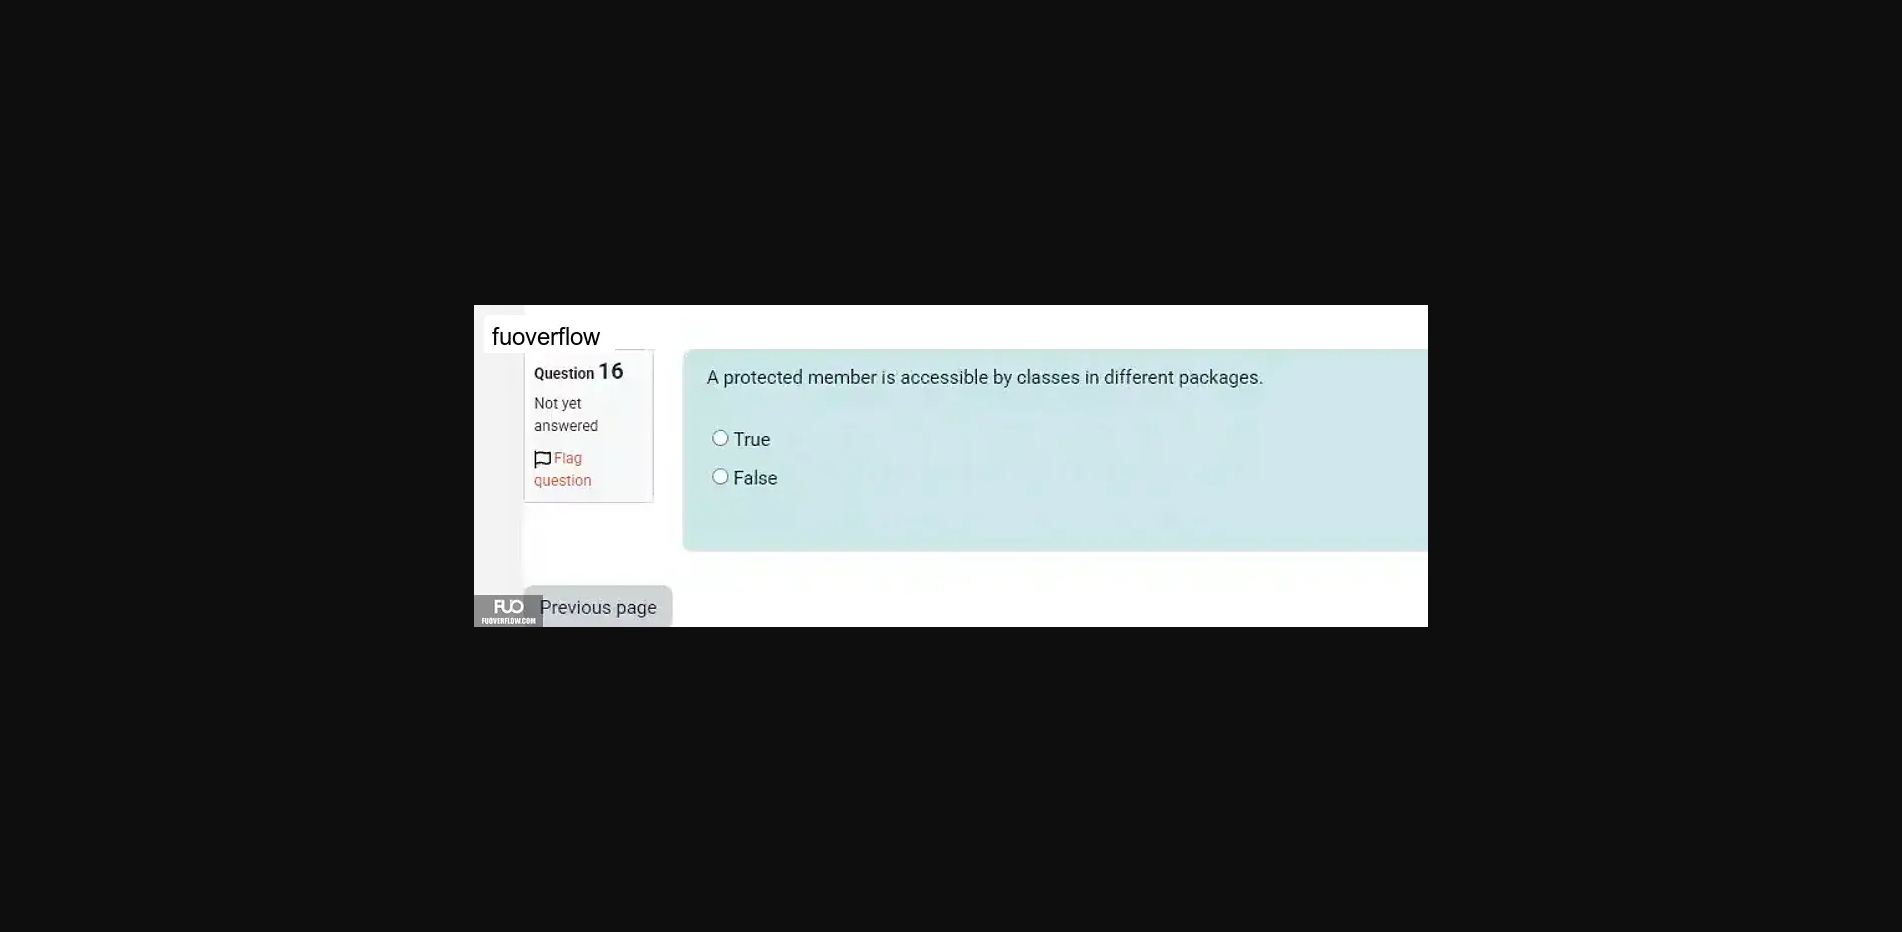 fuoverflow
Question 16
Not yet
answered
Flag
question
A protected member is accessible by classes in different packages.
True
False
Previous page
FUO
FUOVERFLOW.COM